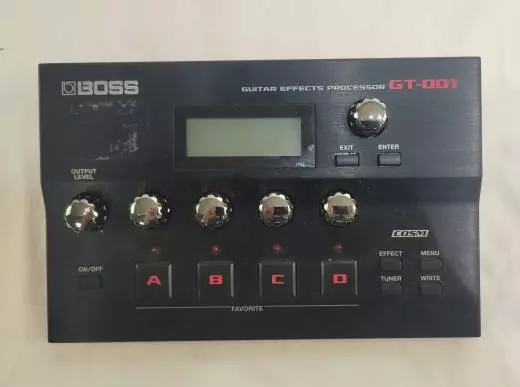 BOSS
GUITAR EFFECTS PROCESSOR GT-001
EXIT
ENTER
OUTPUT
LEVEL
COSM
EFFECT
MENU
ON/OFF
A
B
C
D
TUNER
WRITE
FAVORITE